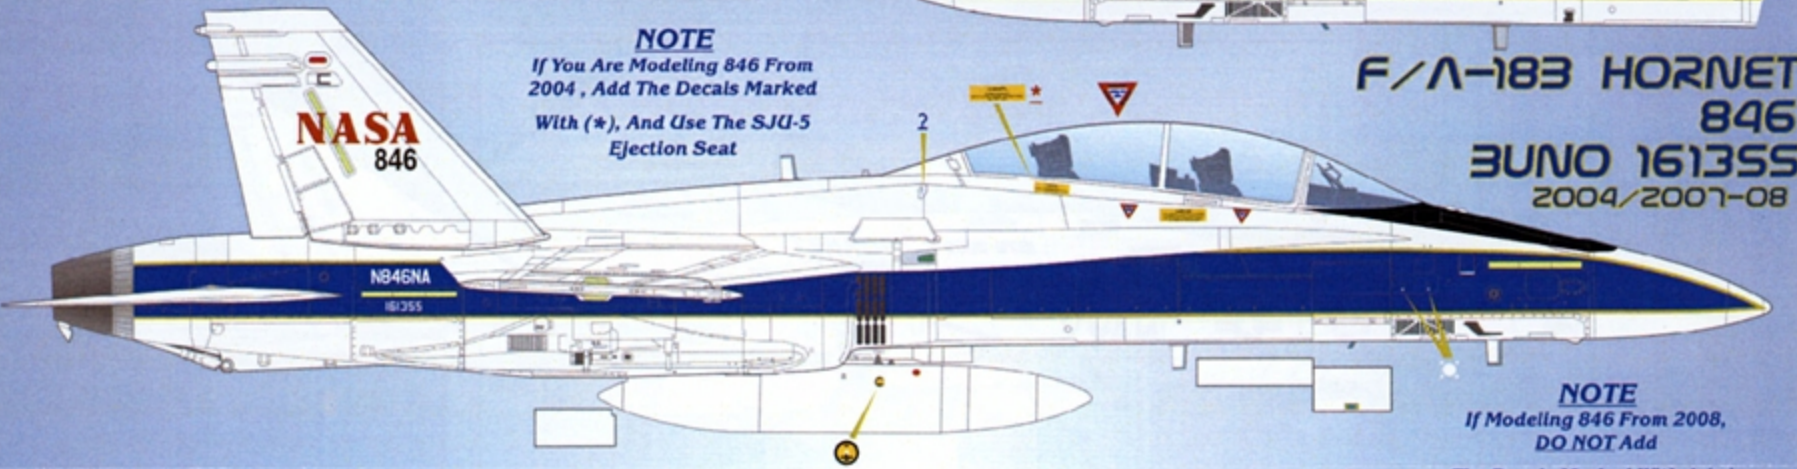 NOTE
If You Are Modeling 846 From
2004 , Add The Decals Marked
With (*), And Use The SJU-5
Ejection Seat
F/A-18B HORNET
846
BUNO 161355
2004/2007-08
?
*
NASA
846
N846NA
161355
NOTE
If Modeling 846 From 2008,
DO NOT Add